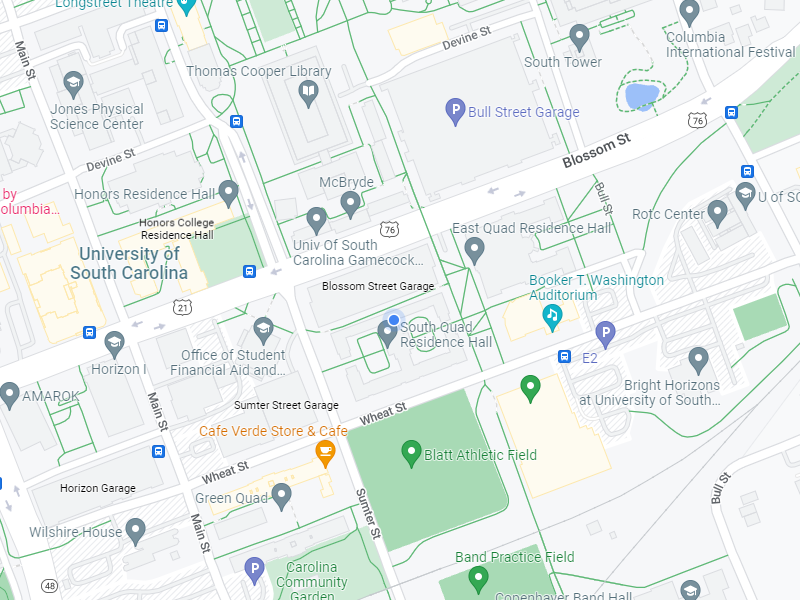 Longstreet Theatre
Main St
Devine St
Columbia
International Festival
South Tower
Thomas Cooper Library
Jones Physical
Science Center
P
Bull Street Garage
76
Blossom St
Devine St
McBryde
Honors Residence Hall
by
olumbia...
Bull St
U of SC
Rotc Center
Honors College
Residence Hall
76
East Quad Residence Hall
Univ Of South
Carolina Gamecock...
University of
South Carolina
Blossom Street Garage
Booker T. Washington
Auditorium
21
South Quad
Residence Hall
P
E2
Office of Student
Financial Aid and...
Horizon I
Bright Horizons
at University of South...
AMAROK
Main St
Sumter Street Garage
Wheat St
Cafe Verde Store & Cafe
Blatt Athletic Field
Wheat St
Horizon Garage
Green Quad
Bull St
Sumter St
Wilshire House
Main St
Band Practice Field
P
Carolina
Community
Garden
48
Copenhaver Band Hall